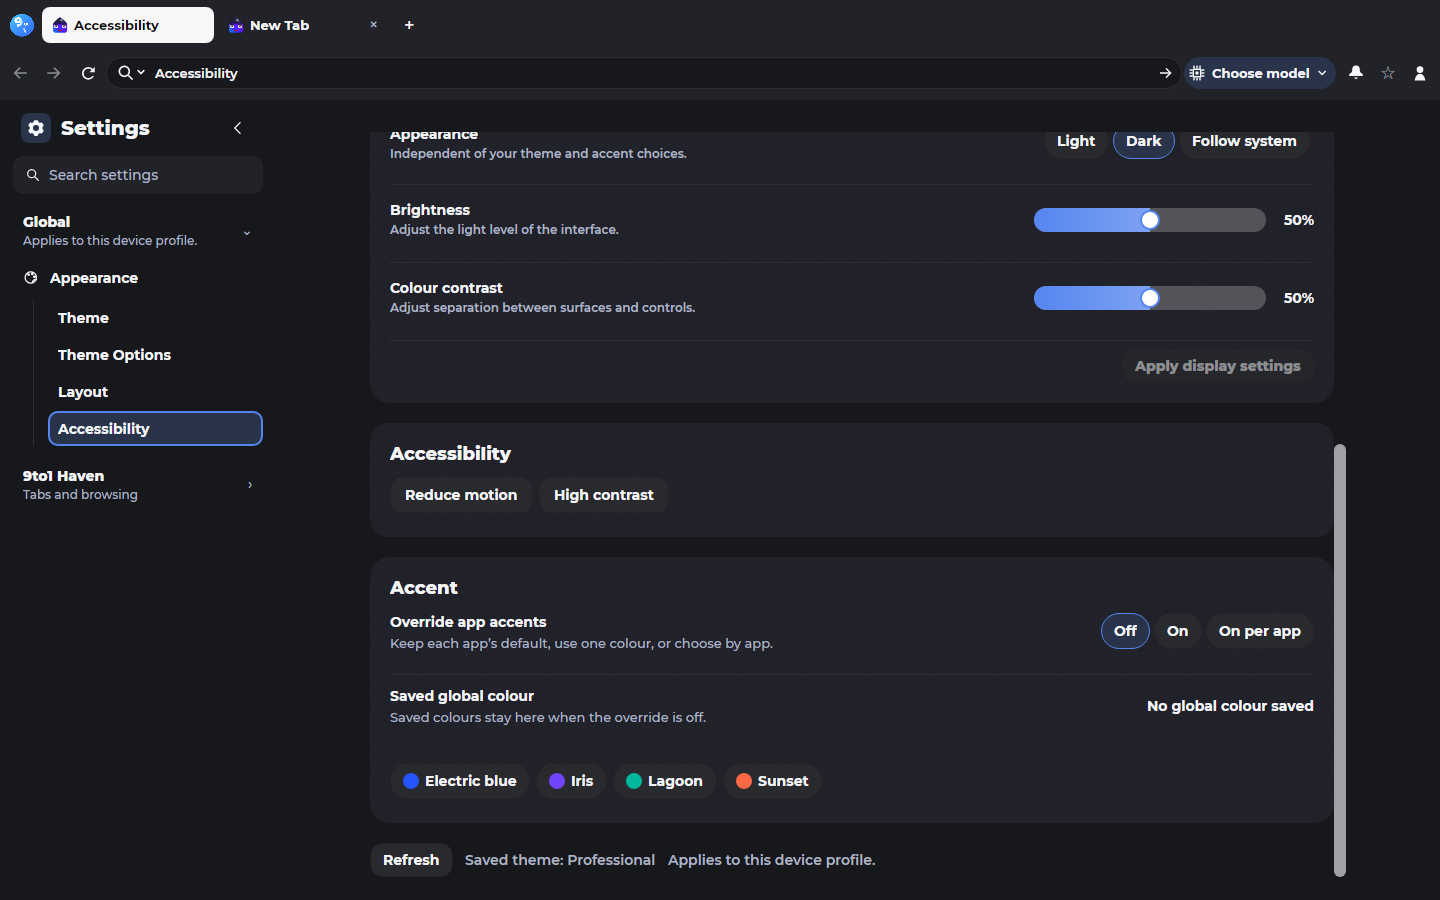 Accessibility
New Tab
Accessibility
Choose model
Settings
Search settings
Global
Applies to this device profile.
Appearance
Theme
Theme Options
Layout
Accessibility
9to1 Haven
Tabs and browsing
Appearance
Independent of your theme and accent choices.
Light
Dark
Follow system
Brightness
Adjust the light level of the interface.
50%
Colour contrast
Adjust separation between surfaces and controls.
50%
Apply display settings
Accessibility
Reduce motion
High contrast
Accent
Override app accents
Keep each app's default, use one colour, or choose by app.
Off
On
On per app
Saved global colour
Saved colours stay here when the override is off.
No global colour saved
Electric blue
Iris
Lagoon
Sunset
Refresh
Saved theme: Professional
Applies to this device profile.